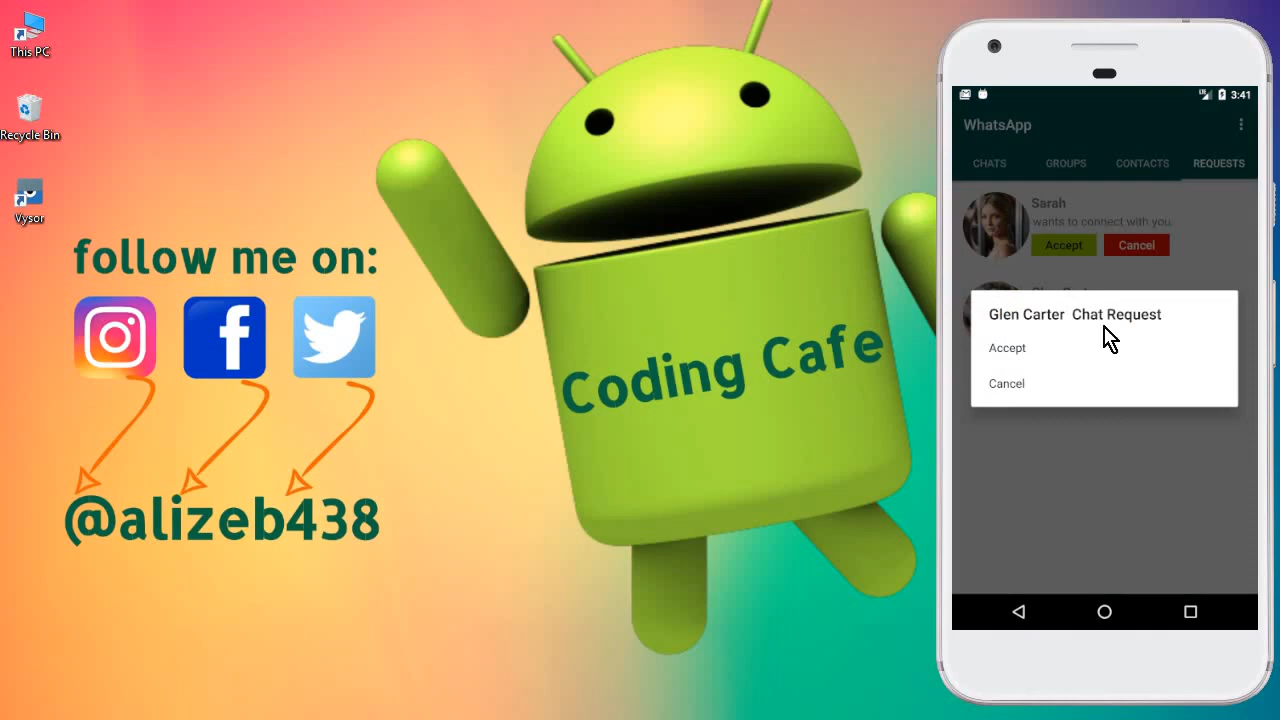 This PC
Recycle Bin
Vysor
follow me on:
@alizeb438
Coding Cafe
3:41
WhatsApp
CHATS GROUPS CONTACTS REQUESTS
Sarah
wants to connect with you.
Accept Cancel
Glen Carter Chat Request
Accept
Cancel